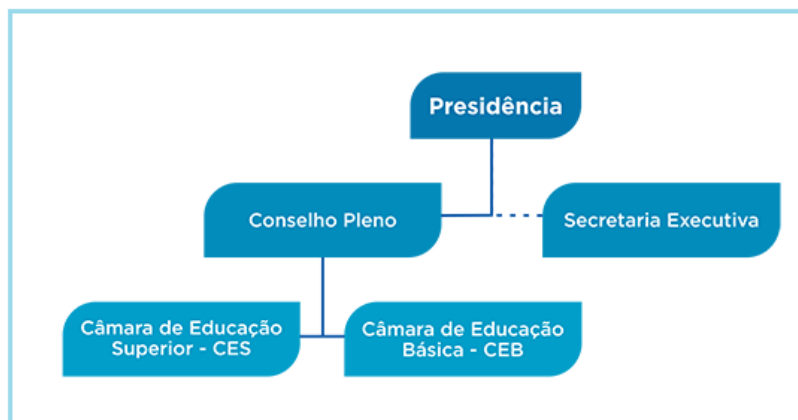 Presidência
Conselho Pleno
Secretaria Executiva
Câmara de Educação
Superior - CES
Câmara de Educação
Básica - CEB